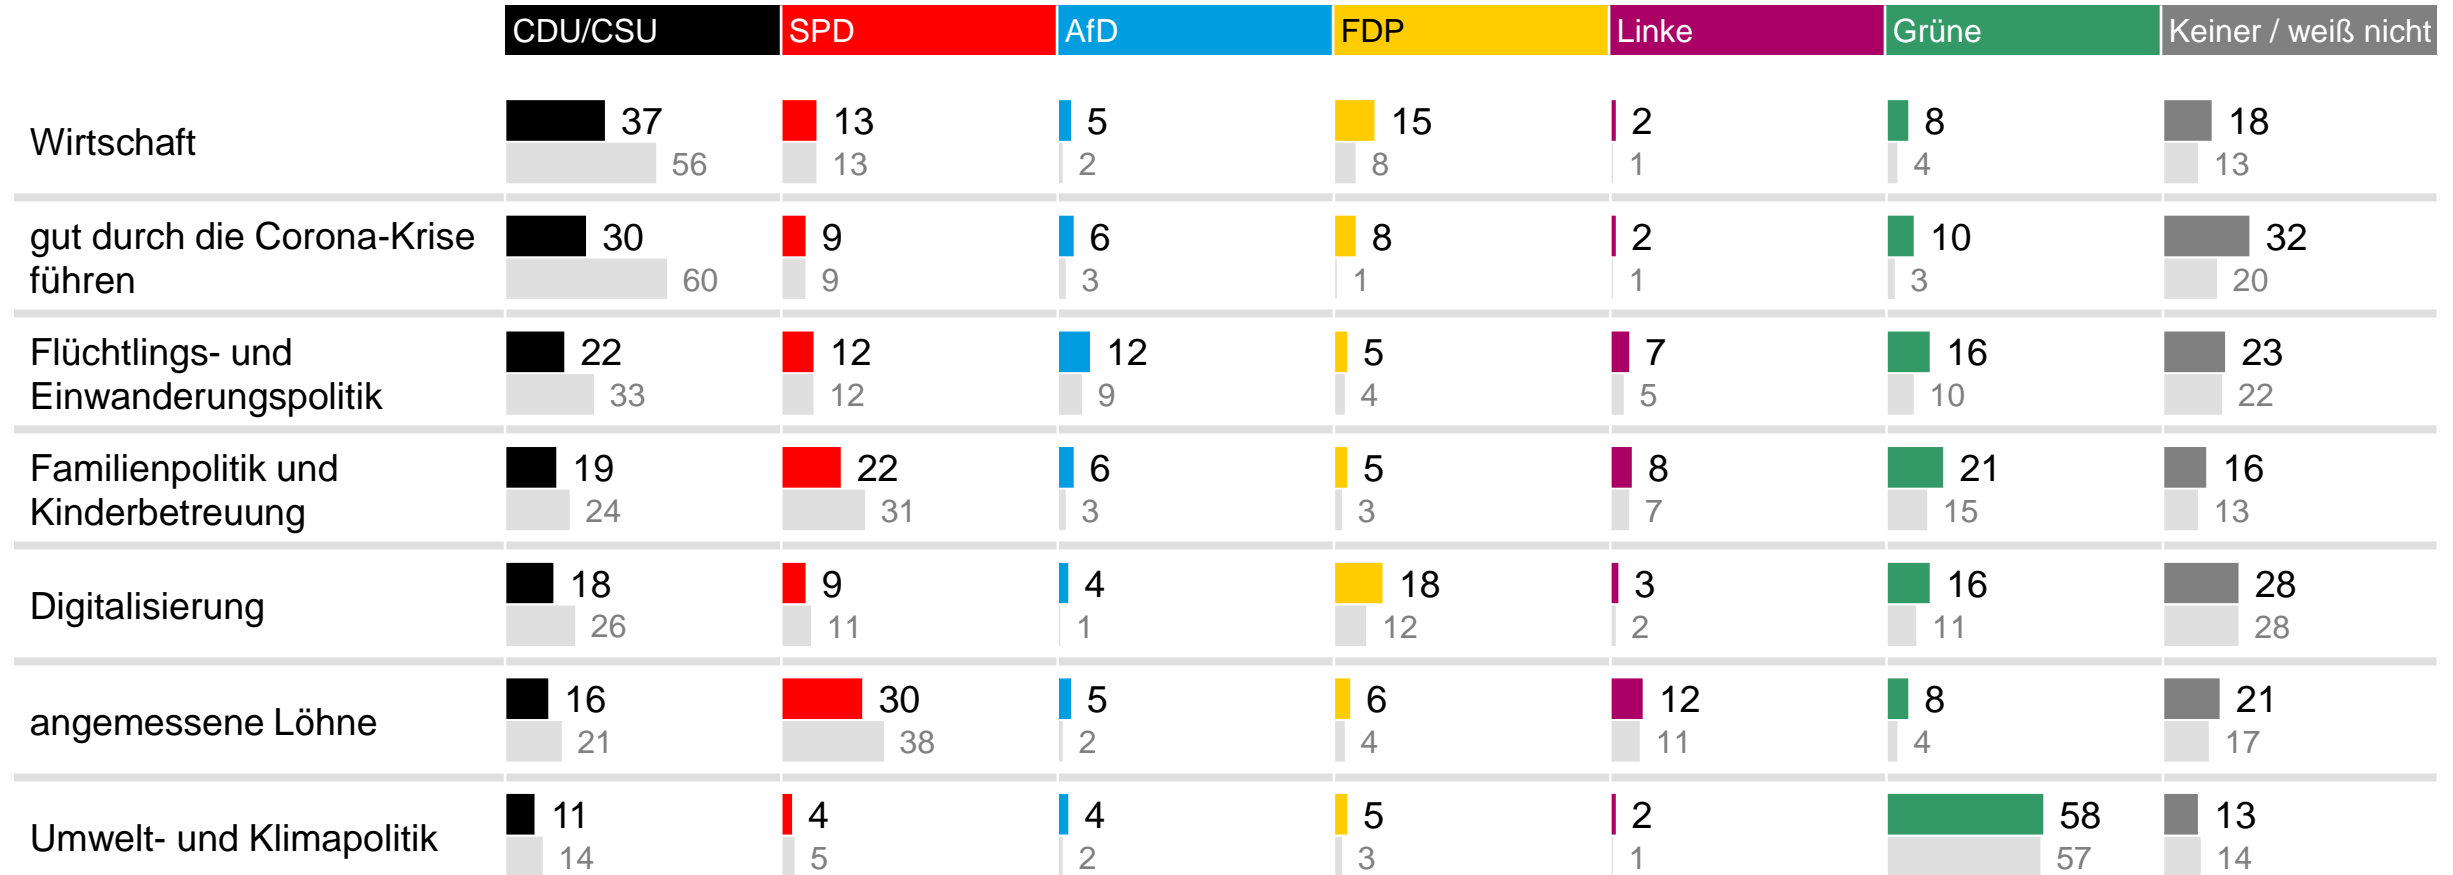 CDU/CSU SPD AfD FDP Linke Grüne Keiner / weiß nicht
Wirtschaft
37 13 5 15 2 8 18
56 13 2 8 1 4 13
gut durch die Corona-Krise
führen
30 9 6 8 2 10 32
60 9 3 1 1 3 20
Flüchtlings- und
Einwanderungspolitik
22 12 12 5 7 16 23
33 12 9 4 5 10 22
Familienpolitik und
Kinderbetreuung
19 22 6 5 8 21 16
24 31 3 3 7 15 13
Digitalisierung
18 9 4 18 3 16 28
26 11 1 12 2 11 28
angemessene Löhne
16 30 5 6 12 8 21
21 38 2 4 11 4 17
Umwelt- und Klimapolitik
11 4 4 5 2 58 13
14 5 2 3 1 57 14